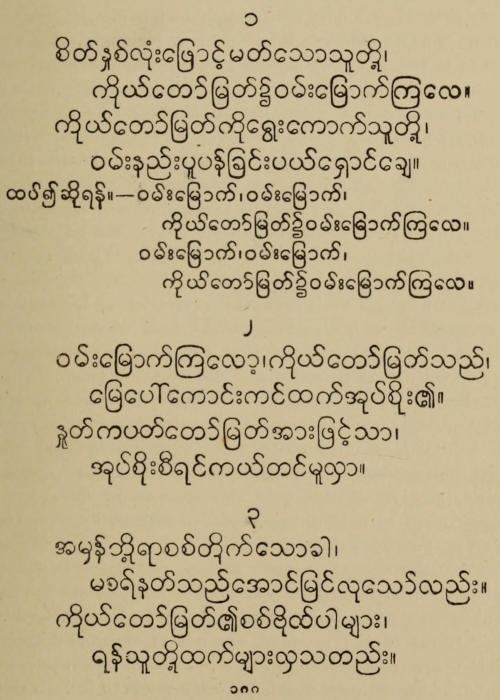 ၁
စိတ်နှစ်လုံးဖြောင့်မတ်သောသူတို့၊
ကိုယ်တော်မြတ်၌ဝမ်းမြောက်ကြလေ။
ကိုယ်တော်မြတ်ကိုရွေးကောက်သူတို့၊
ဝမ်းနည်းပူပန်ခြင်းပယ်ရှောင်ချေ။
ထပ်၍ဆိုရန်။—ဝမ်းမြောက်၊ဝမ်းမြောက်၊
ကိုယ်တော်မြတ်၌ဝမ်းမြောက်ကြလေ။
ဝမ်းမြောက်၊ဝမ်းမြောက်၊
ကိုယ်တော်မြတ်၌ဝမ်းမြောက်ကြလေ။
၂
ဝမ်းမြောက်ကြလော့၊ကိုယ်တော်မြတ်သည်၊
မြေပေါ်ကောင်းကင်ထက်အုပ်စိုး၏။
နှုတ်ကပတ်တော်မြတ်အားဖြင့်သာ၊
အုပ်စိုးစီရင်ကယ်တင်မူလှာ။
၃
အမှန်ဘို့ရာစစ်တိုက်သောခါ၊
မာရ်နတ်သည်အောင်မြင်လုသော်လည်း။
ကိုယ်တော်မြတ်၏စစ်ဗိုလ်ပါများ၊
ရန်သူတို့ထက်များလှသတည်း။